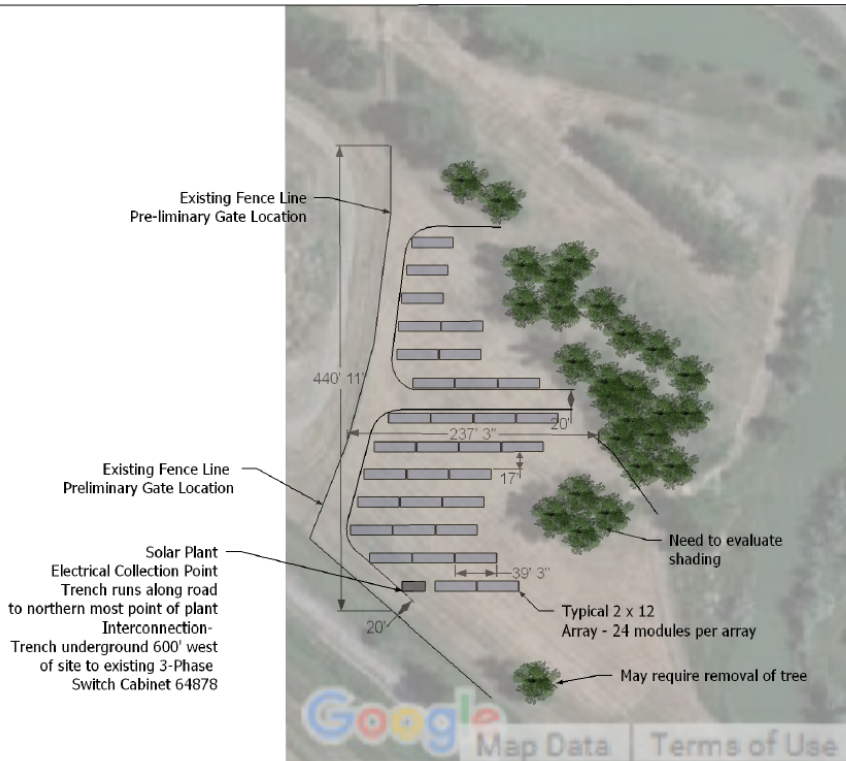 Existing Fence Line
Pre-liminary Gate Location
440' 11"
20'
237' 3"
17'
Existing Fence Line
Preliminary Gate Location
Need to evaluate
shading
Solar Plant
Electrical Collection Point
Trench runs along road
to northern most point of plant
Interconnection-
Trench underground 600' west
of site to existing 3-Phase
Switch Cabinet 64878
39' 3"
20'
Typical 2 x 12
Array - 24 modules per array
May require removal of tree
Google
Map Data
Terms of Use